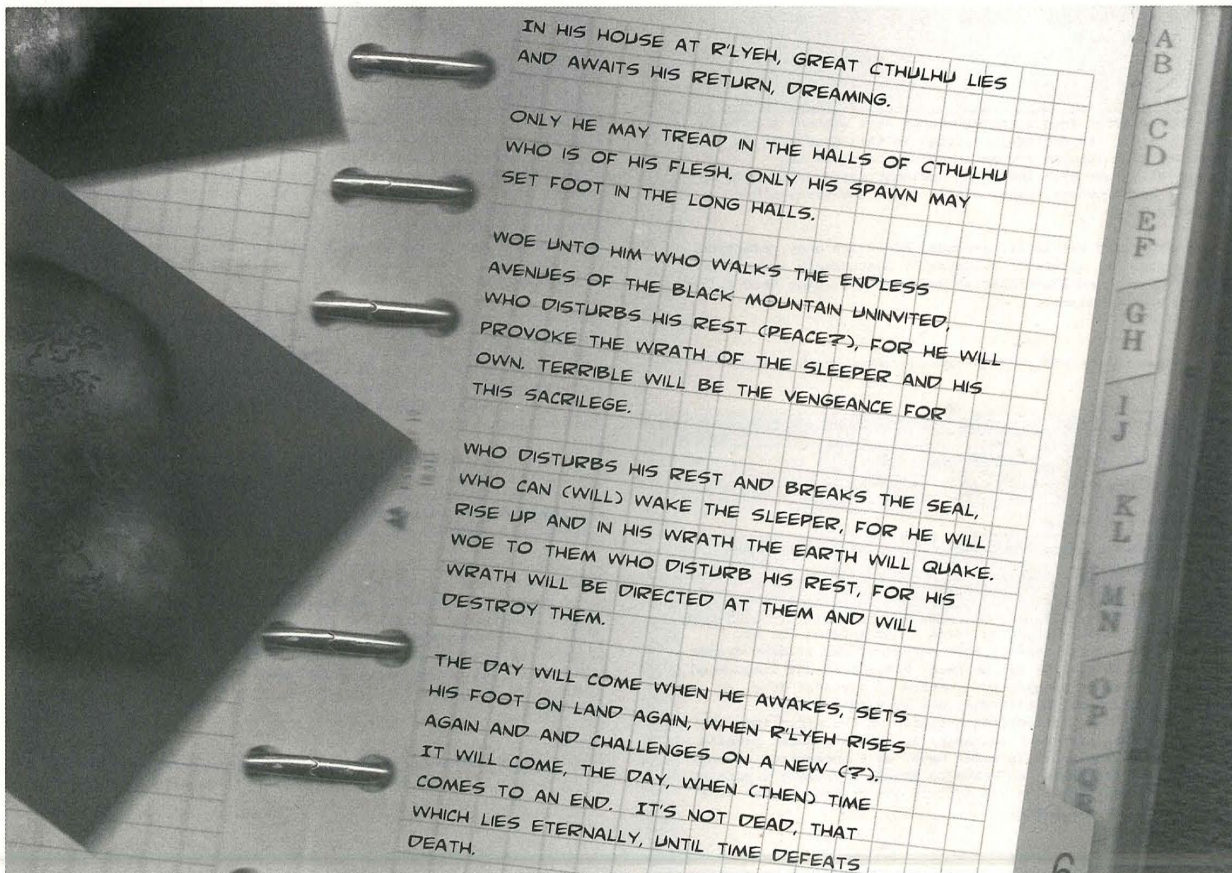 IN HIS HOUSE AT R'LYEH, GREAT CTHULHU LIES
AND AWAITS HIS RETURN, DREAMING.
ONLY HE MAY TREAD IN THE HALLS OF CTHULHU
WHO IS OF HIS FLESH. ONLY HIS SPAWN MAY
SET FOOT IN THE LONG HALLS.
WOE UNTO HIM WHO WALKS THE ENDLESS
AVENUES OF THE BLACK MOUNTAIN UNINVITED,
WHO DISTURBS HIS REST (PEACE?), FOR HE WILL
PROVOKE THE WRATH OF THE SLEEPER AND HIS
OWN. TERRIBLE WILL BE THE VENGEANCE FOR
THIS SACRILEGE.
WHO DISTURBS HIS REST AND BREAKS THE SEAL,
WHO CAN (WILL) WAKE THE SLEEPER, FOR HE WILL
RISE UP AND IN HIS WRATH THE EARTH WILL QUAKE.
WOE TO THEM WHO DISTURB HIS REST, FOR HIS
WRATH WILL BE DIRECTED AT THEM AND WILL
DESTROY THEM.
THE DAY WILL COME WHEN HE AWAKES, SETS
HIS FOOT ON LAND AGAIN, WHEN R'LYEH RISES
AGAIN AND AND CHALLENGES ON A NEW (?).
IT WILL COME, THE DAY, WHEN (THEN) TIME
COMES TO AN END. IT'S NOT DEAD, THAT
WHICH LIES ETERNALLY, UNTIL TIME DEFEATS
DEATH.
A
B
C
D
E
F
G
H
I
J
K
L
M
N
O
P
Q
R
6